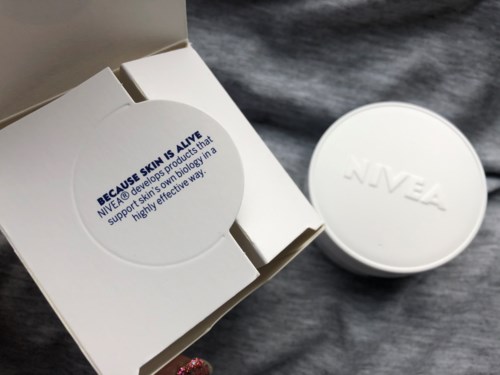 BECAUSE SKIN IS ALIVE
NIVEA® develops products that
support skin's own biology in a
highly effective way.
NIVEA